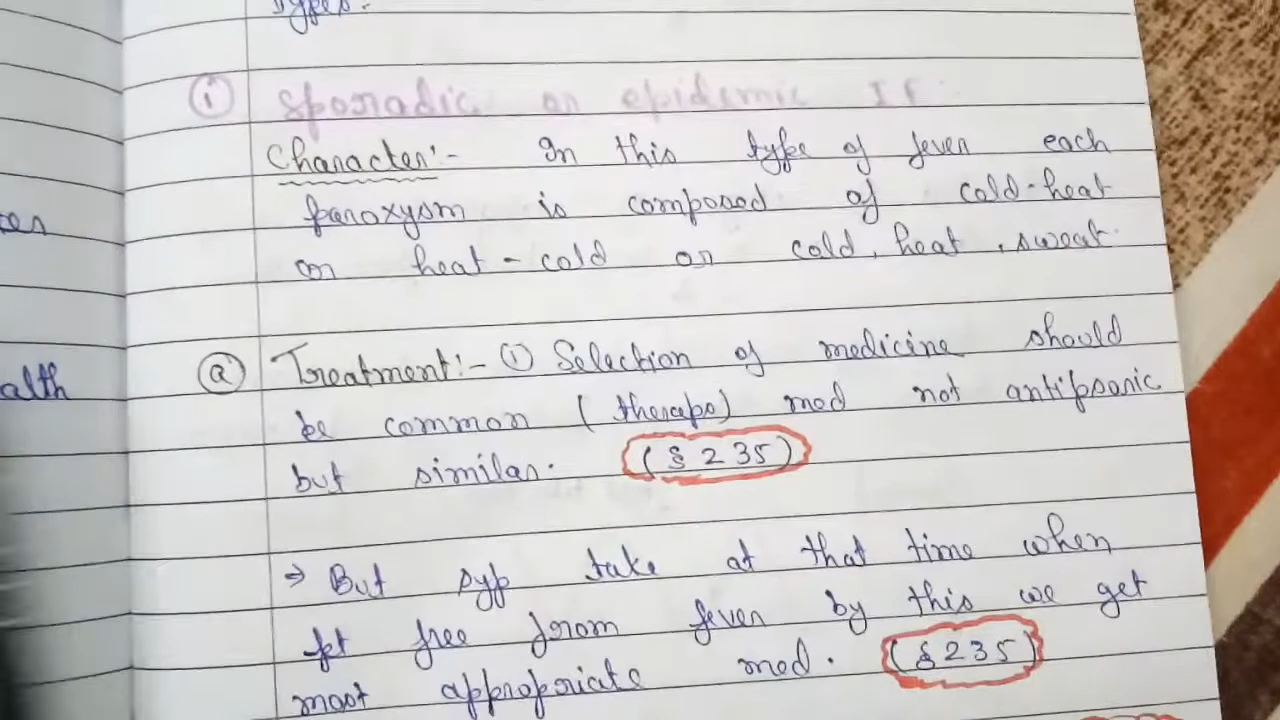 types.
(i) Sporadic or epidemic IF
Character:- In this type of fever each
paroxysm is composed of cold-heat
or heat-cold or cold, heat, sweat.
(a) Treatment:- (1) Selection of medicine should
be common ( therapo) med not antipsoric
but similar. (§ 235)
⇒ But syp take at that time when
pt free from fever by this we get
most appropriate med. (§235)
alth